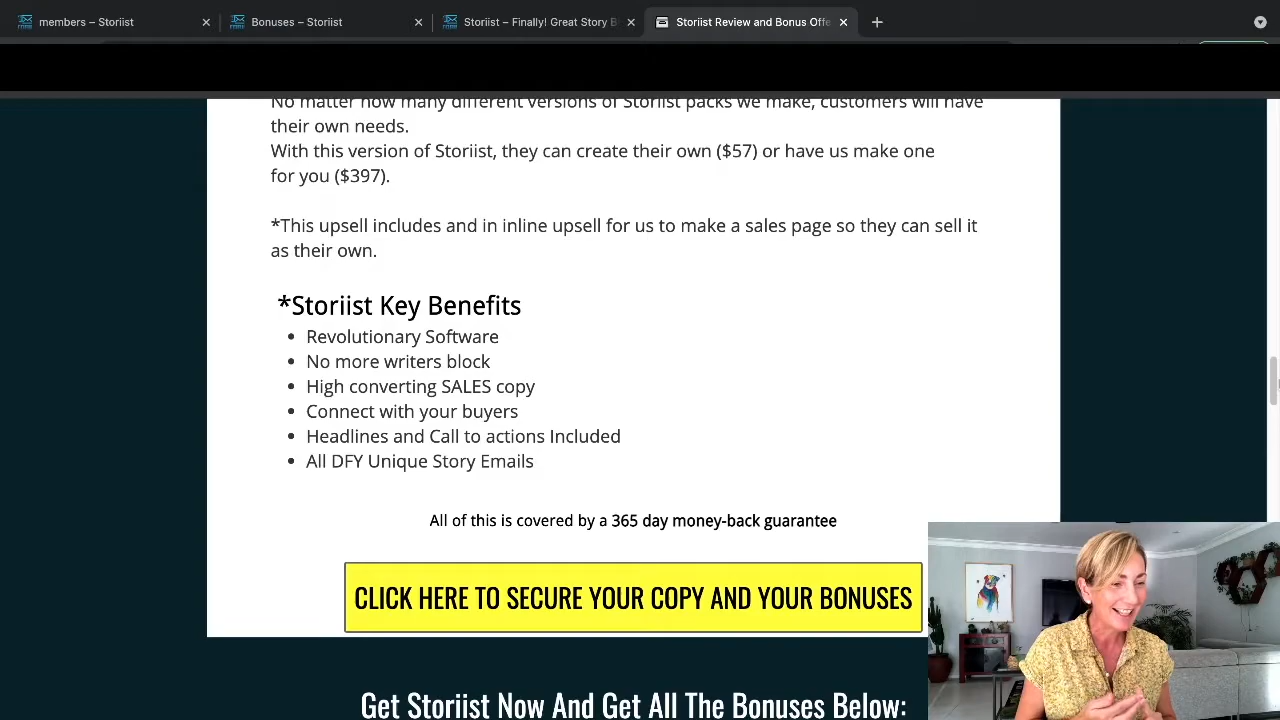 members – Storiist
Bonuses – Storiist
Storiist – Finally! Great Story B
Storiist Review and Bonus Offe
No matter how many different versions of Storiist packs we make, customers will have
their own needs.
With this version of Storiist, they can create their own ($57) or have us make one
for you ($397).
*This upsell includes and in inline upsell for us to make a sales page so they can sell it
as their own.
*Storiist Key Benefits
• Revolutionary Software
• No more writers block
• High converting SALES copy
• Connect with your buyers
• Headlines and Call to actions Included
• All DFY Unique Story Emails
All of this is covered by a 365 day money-back guarantee
CLICK HERE TO SECURE YOUR COPY AND YOUR BONUSES
Get Storiist Now And Get All The Bonuses Below: